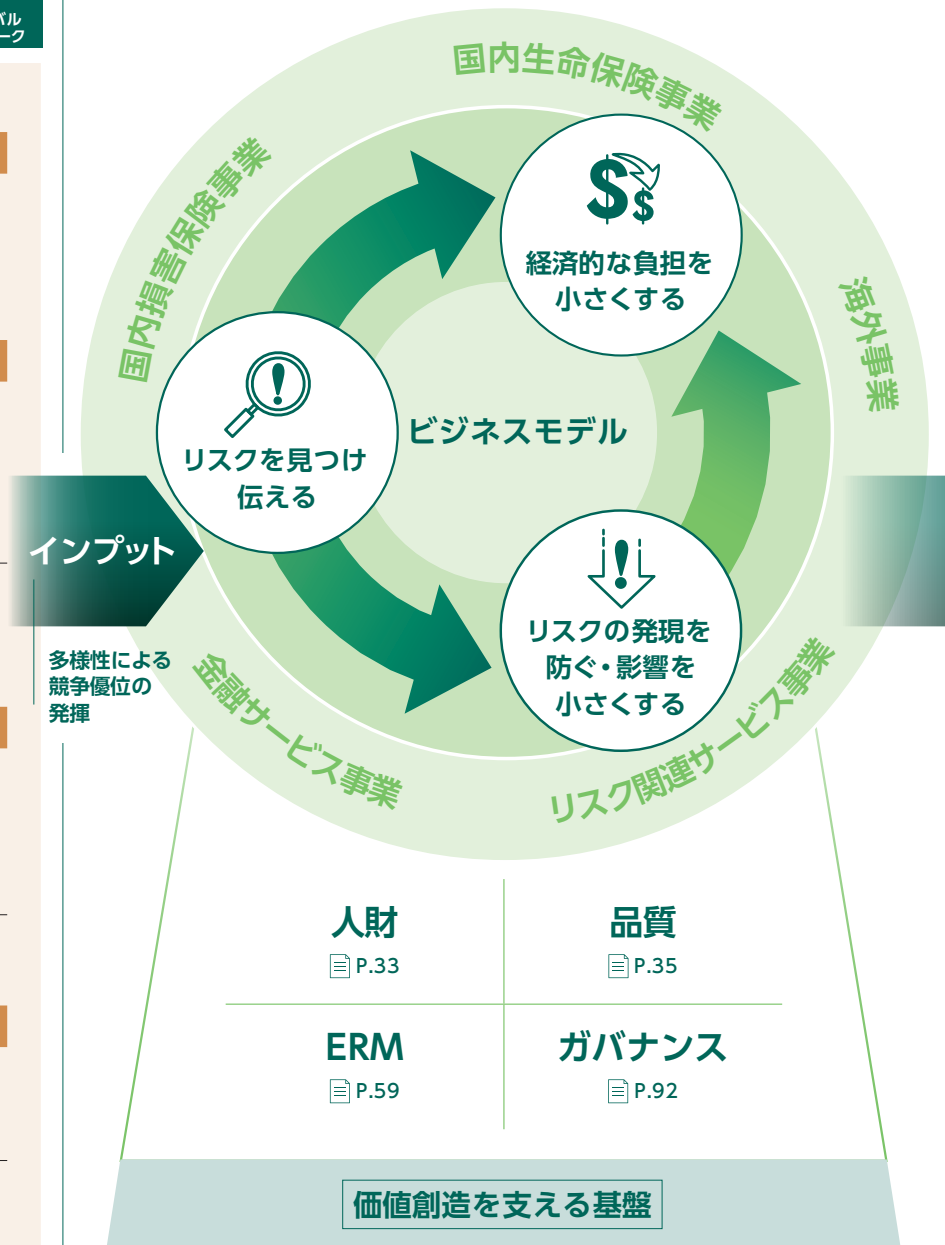 バル
ーク
国内生命保険事業
国内損害保険事業
海外事業
経済的な負担を
小さくする
ビジネスモデル
リスクを見つけ
伝える
インプット
多様性による
競争優位の
発揮
リスクの発現を
防ぐ・影響を
小さくする
金融サービス事業
リスク関連サービス事業
人財
P.33
品質
P.35
ERM
P.59
ガバナンス
P.92
価値創造を支える基盤